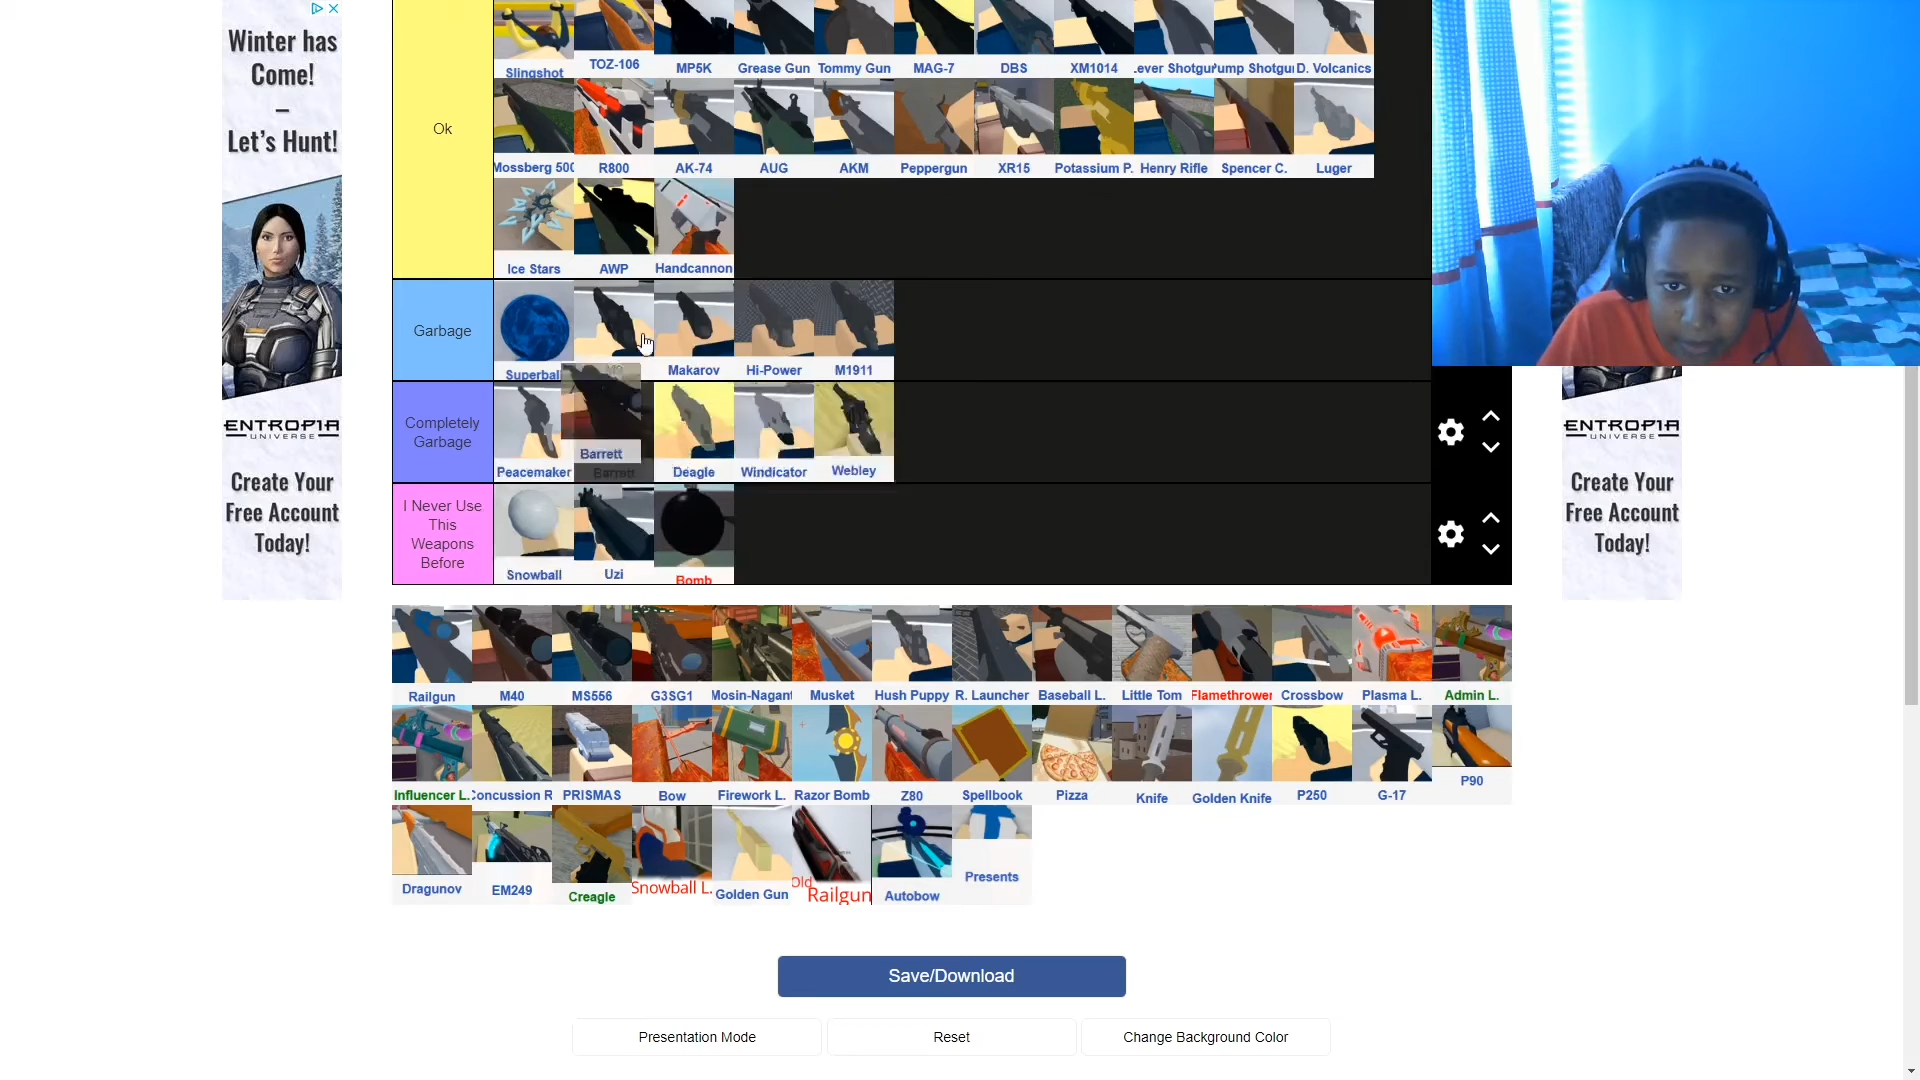 Winter has
Come!
–
Let's Hunt!
ENTROPIA
UNIVERSE
Create Your
Free Account
Today!
Ok
Slingshot
TOZ-106
MP5K
Grease Gun
Tommy Gun
MAG-7
DBS
XM1014
ever Shotgu
ump Shotgu
D. Volcanics
Mossberg 500
R800
AK-74
AUG
AKM
Peppergun
XR15
Potassium P.
Henry Rifle
Spencer C.
Luger
Ice Stars
AWP
Handcannon
Garbage
Superbal
Makarov
Hi-Power
M1911
Completely
Garbage
Peacemaker
Barrett
Barrett
Deagle
Windicator
Webley
I Never Use
This
Weapons
Before
Snowball
Uzi
Bomb
ENTROPIA
UNIVERSE
Create Your
Free Account
Today!
Railgun
M40
MS556
G3SG1
Mosin-Nagant
Musket
Hush Puppy
R. Launcher
Baseball L.
Little Tom
Flamethrower
Crossbow
Plasma L.
Admin L.
Influencer L.
Concussion R
PRISMAS
Bow
Firework L.
Razor Bomb
Z80
Spellbook
Pizza
Knife
Golden Knife
P250
G-17
P90
Dragunov
EM249
Creagle
Snowball L.
Golden Gun
Old
Railgun
Autobow
Presents
Save/Download
Presentation Mode
Reset
Change Background Color